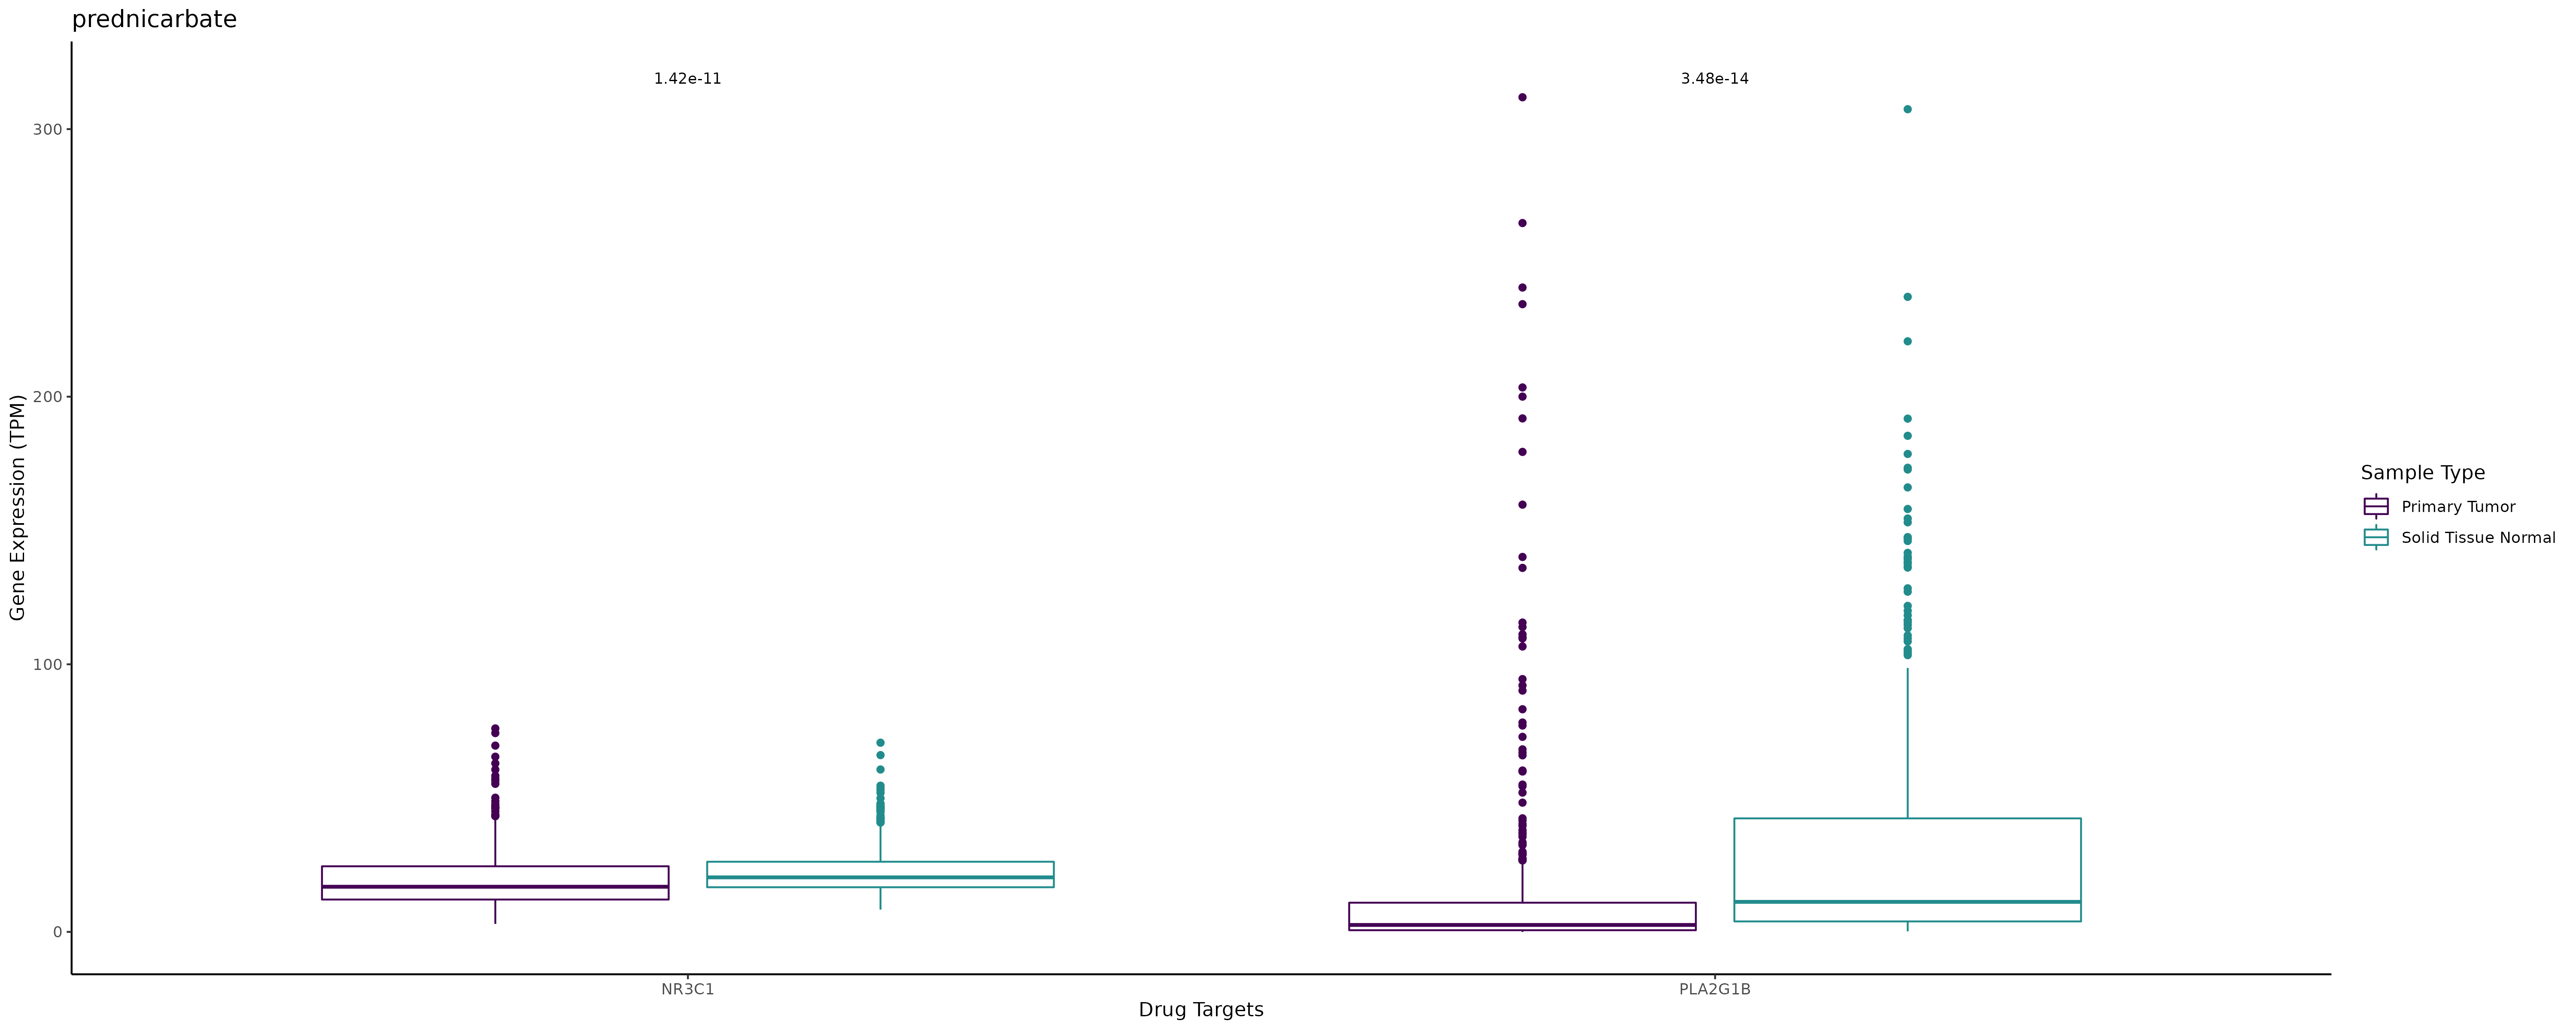 prednicarbate
1.42e-11
3.48e-14
300
200
100
0
Gene Expression (TPM)
NR3C1
PLA2G1B
Drug Targets
Sample Type
Primary Tumor
Solid Tissue Normal